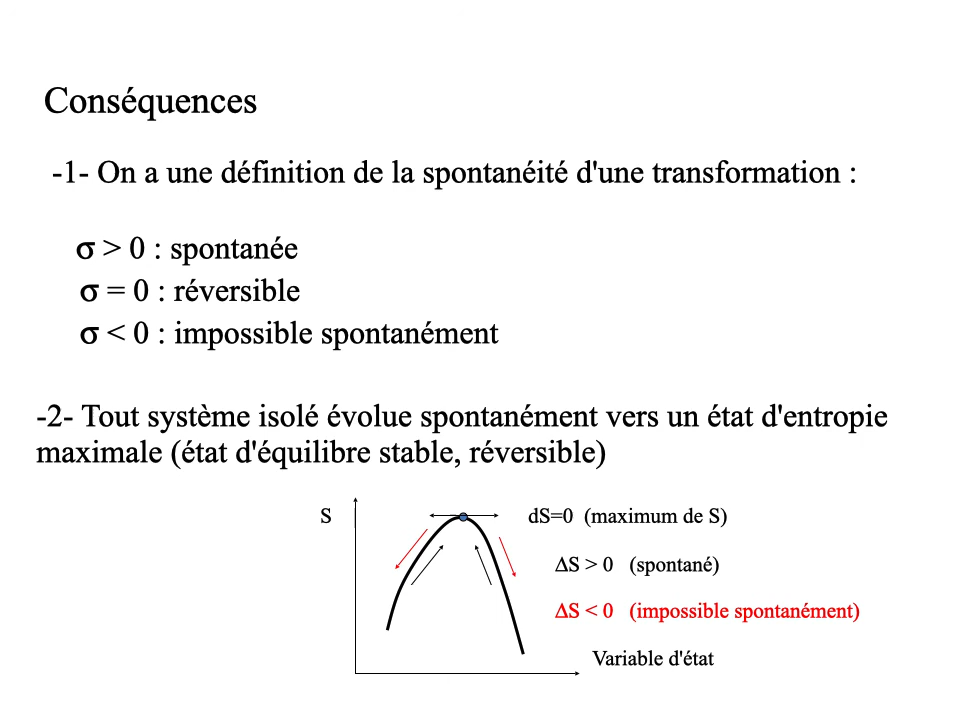 Conséquences
-1- On a une définition de la spontanéité d'une transformation :
σ > 0 : spontanée
σ = 0 : réversible
σ < 0 : impossible spontanément
-2- Tout système isolé évolue spontanément vers un état d'entropie
maximale (état d'équilibre stable, réversible)
S
dS=0 (maximum de S)
ΔS > 0 (spontané)
ΔS < 0 (impossible spontanément)
Variable d'état